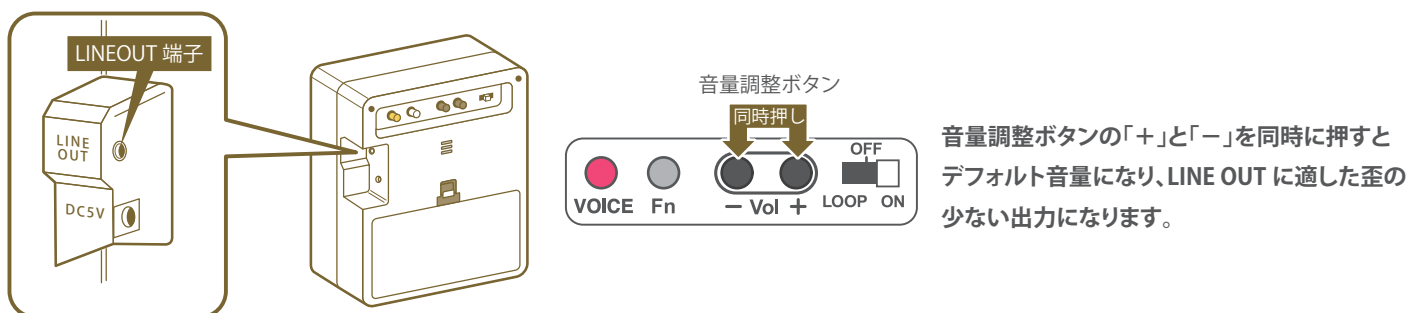 LINEOUT 端子
LINE
OUT
DC5V
音量調整ボタン
同時押し
OFF
VOICE Fn － Vol ＋ LOOP ON
音量調整ボタンの「＋」と「－」を同時に押すと
デフォルト音量になり、LINE OUT に適した歪の
少ない出力になります。